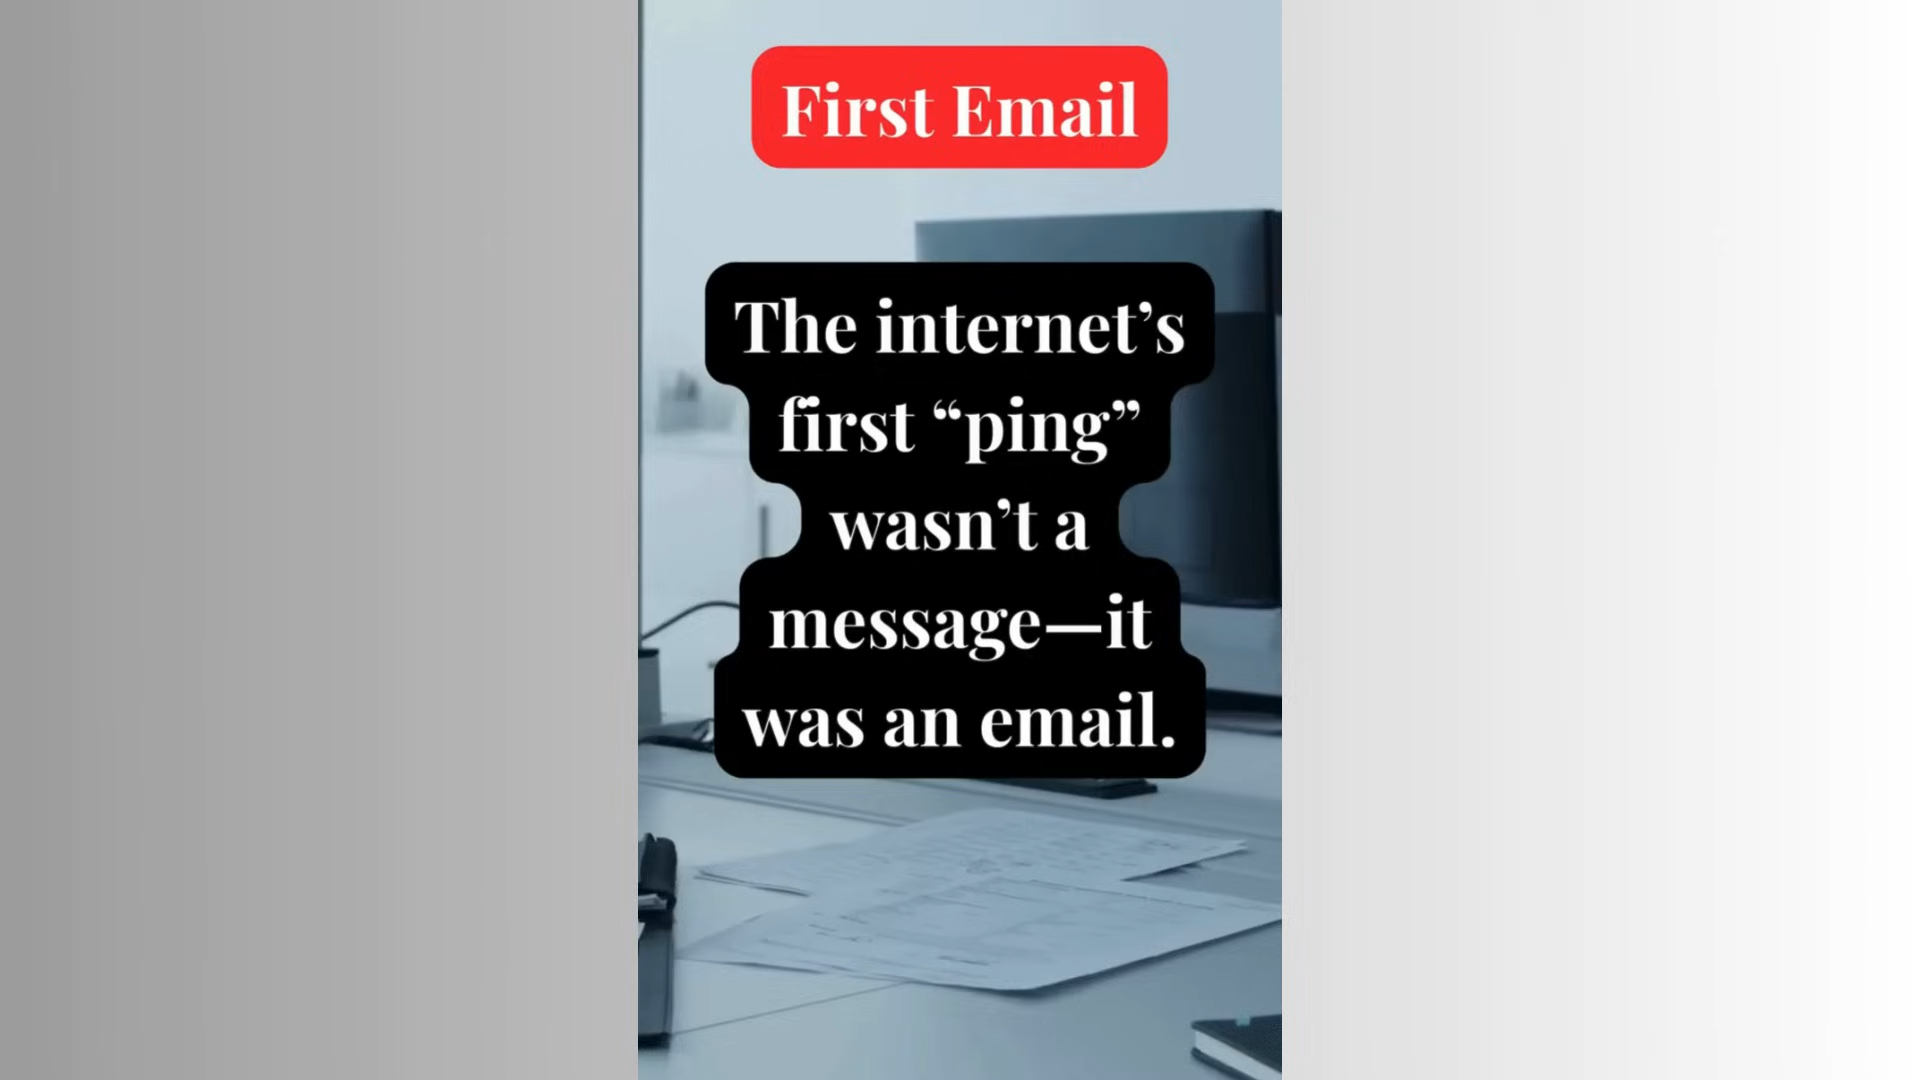 First Email
The internet’s
first “ping”
wasn’t a
message—it
was an email.